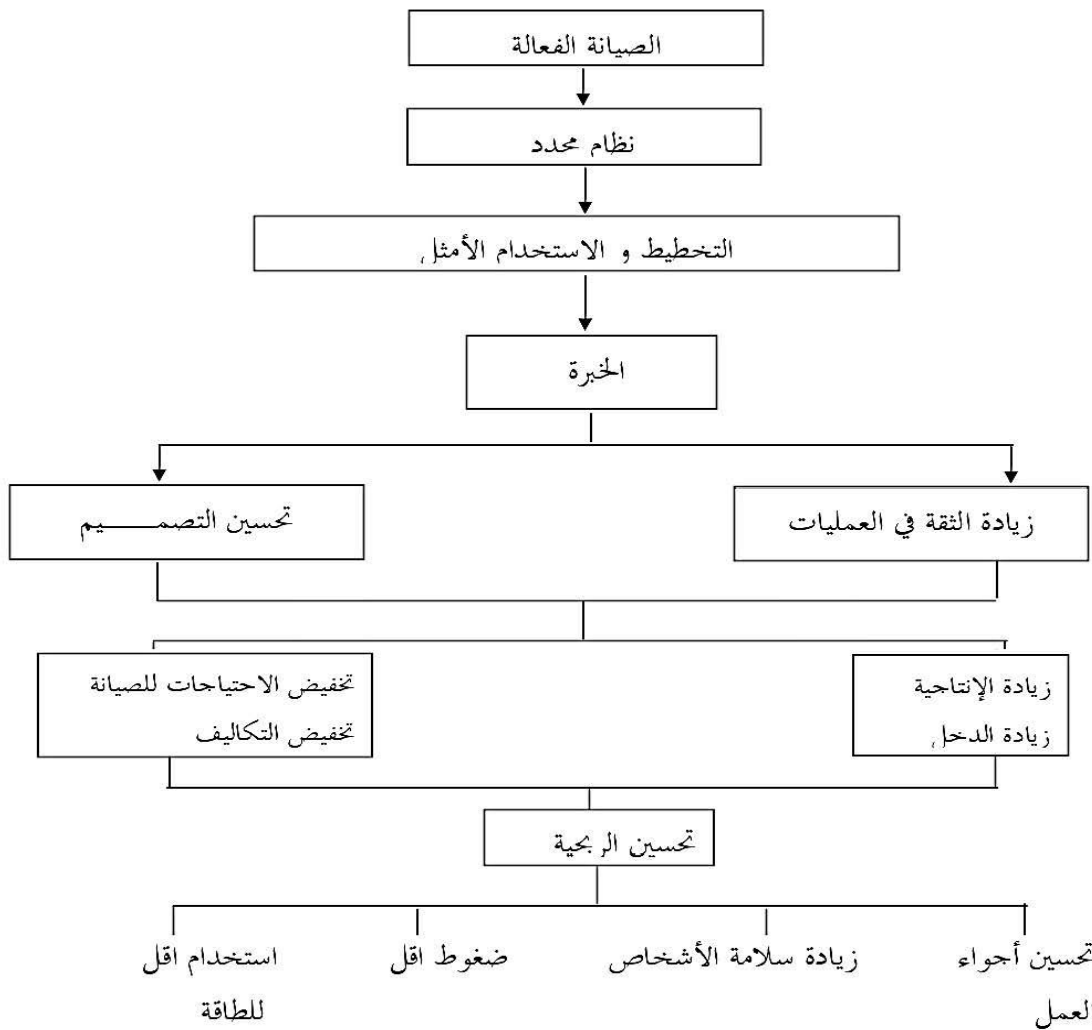 الصيانة الفعالة
نظام محدد
التخطيط و الاستخدام الأمثل
الخبرة
زيادة الثقة في العمليات
تحسين التصمـــــــيم
زيادة الإنتاجية
زيادة الدخل
تخفيض الاحتياجات للصيانة
تخفيض التكاليف
تحسين الربحية
تحسين أجواء
العمل
زيادة سلامة الأشخاص
ضغوط اقل
استخدام اقل
للطاقة